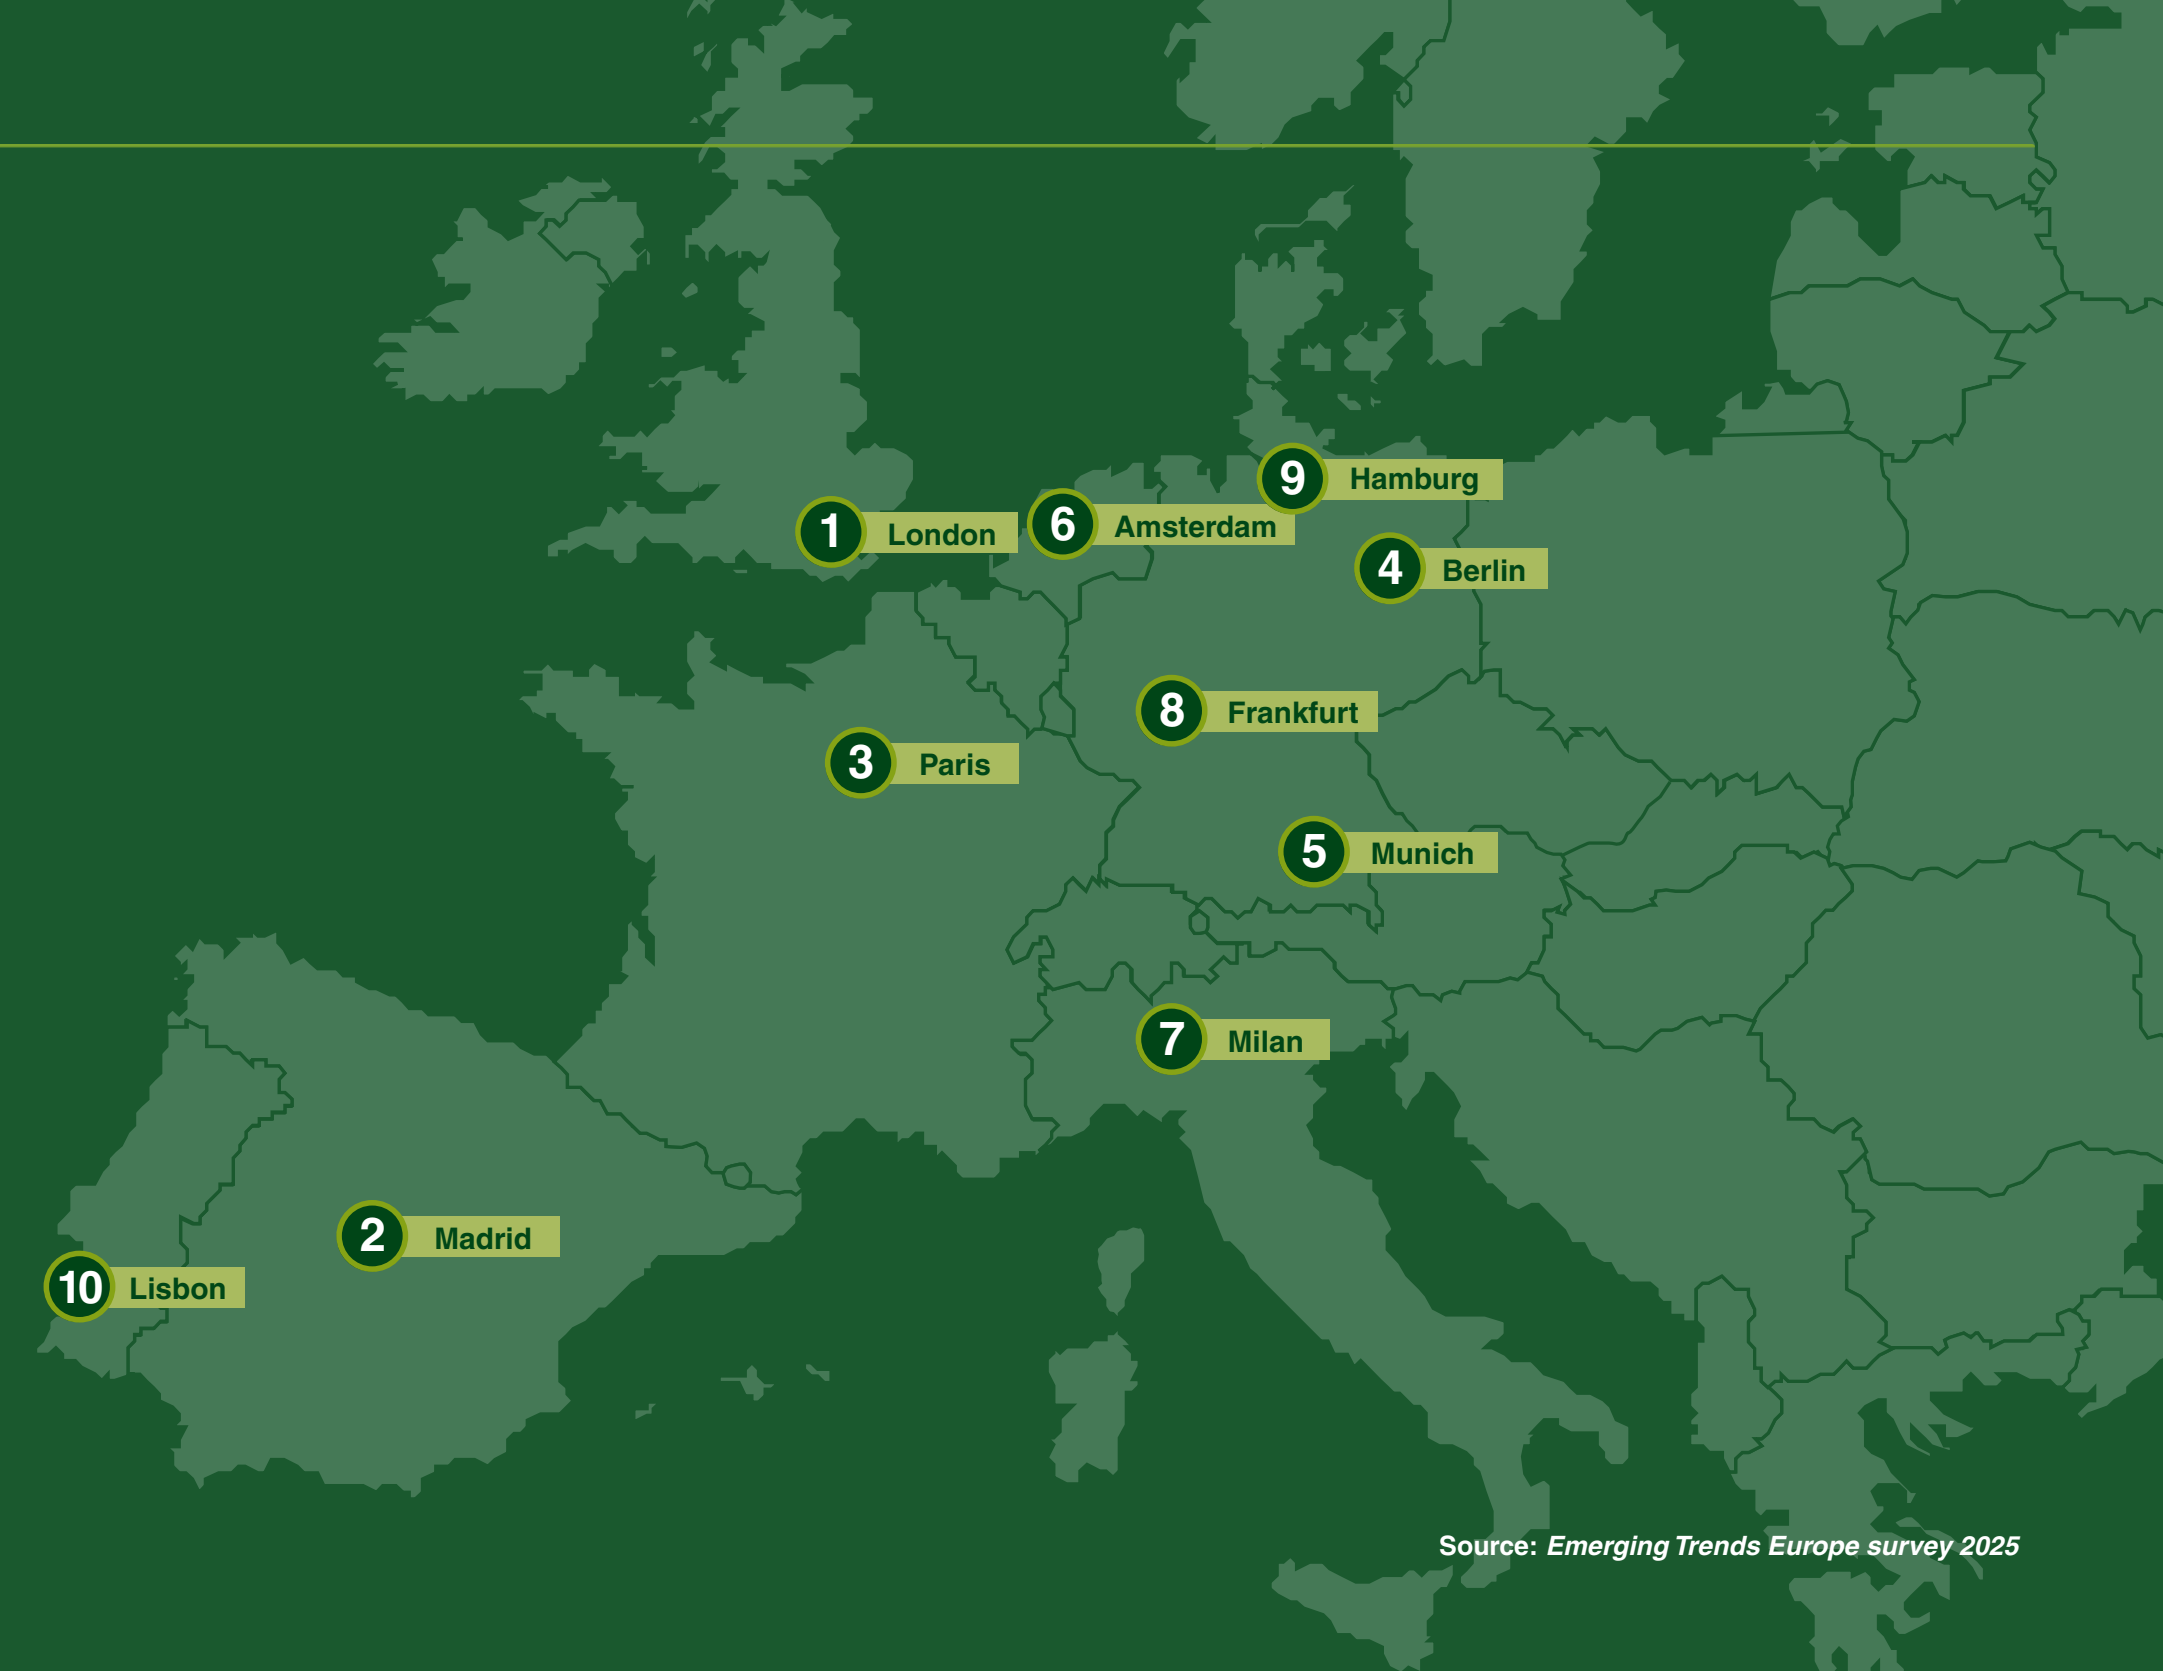 9 Hamburg
1 London
6 Amsterdam
4 Berlin
8 Frankfurt
3 Paris
5 Munich
7 Milan
2 Madrid
10 Lisbon
Source: Emerging Trends Europe survey 2025